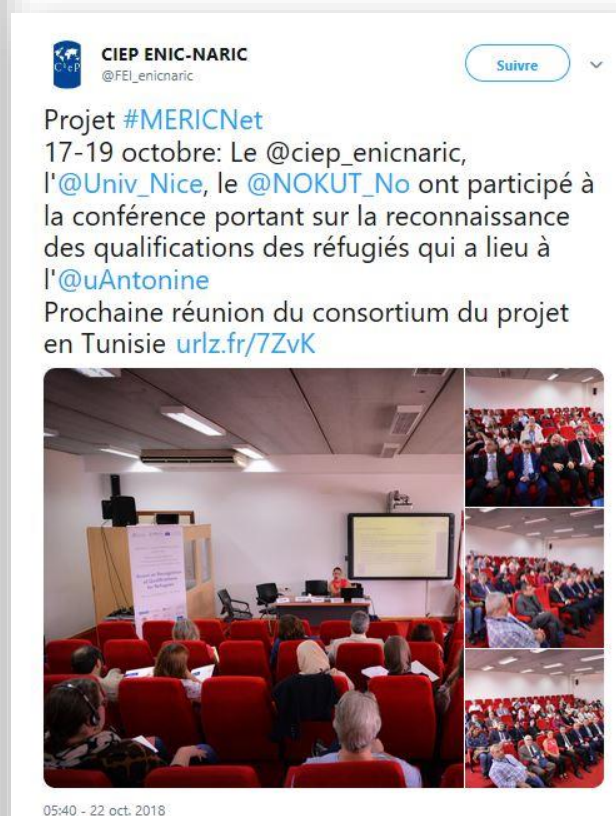 CIEP ENIC-NARIC
@FEI_enicnaric
Suivre
Projet #MERICNet
17-19 octobre: Le @ciep_enicnaric,
l'@Univ_Nice, le @NOKUT_No ont participé à
la conférence portant sur la reconnaissance
des qualifications des réfugiés qui a lieu à
l'@uAntonine
Prochaine réunion du consortium du projet
en Tunisie urlz.fr/7ZvK
05:40 - 22 oct. 2018